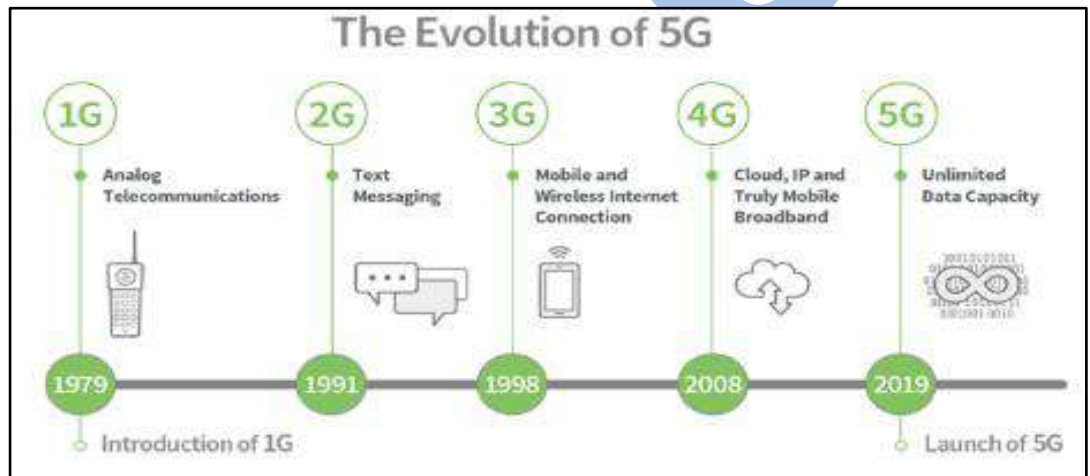 The Evolution of 5G
1G
2G
3G
4G
5G
Analog
Telecommunications
Text
Messaging
Mobile and
Wireless Internet
Connection
Cloud, IP and
Truly Mobile
Broadband
Unlimited
Data Capacity
1979
1991
1998
2008
2019
Introduction of 1G
Launch of 5G